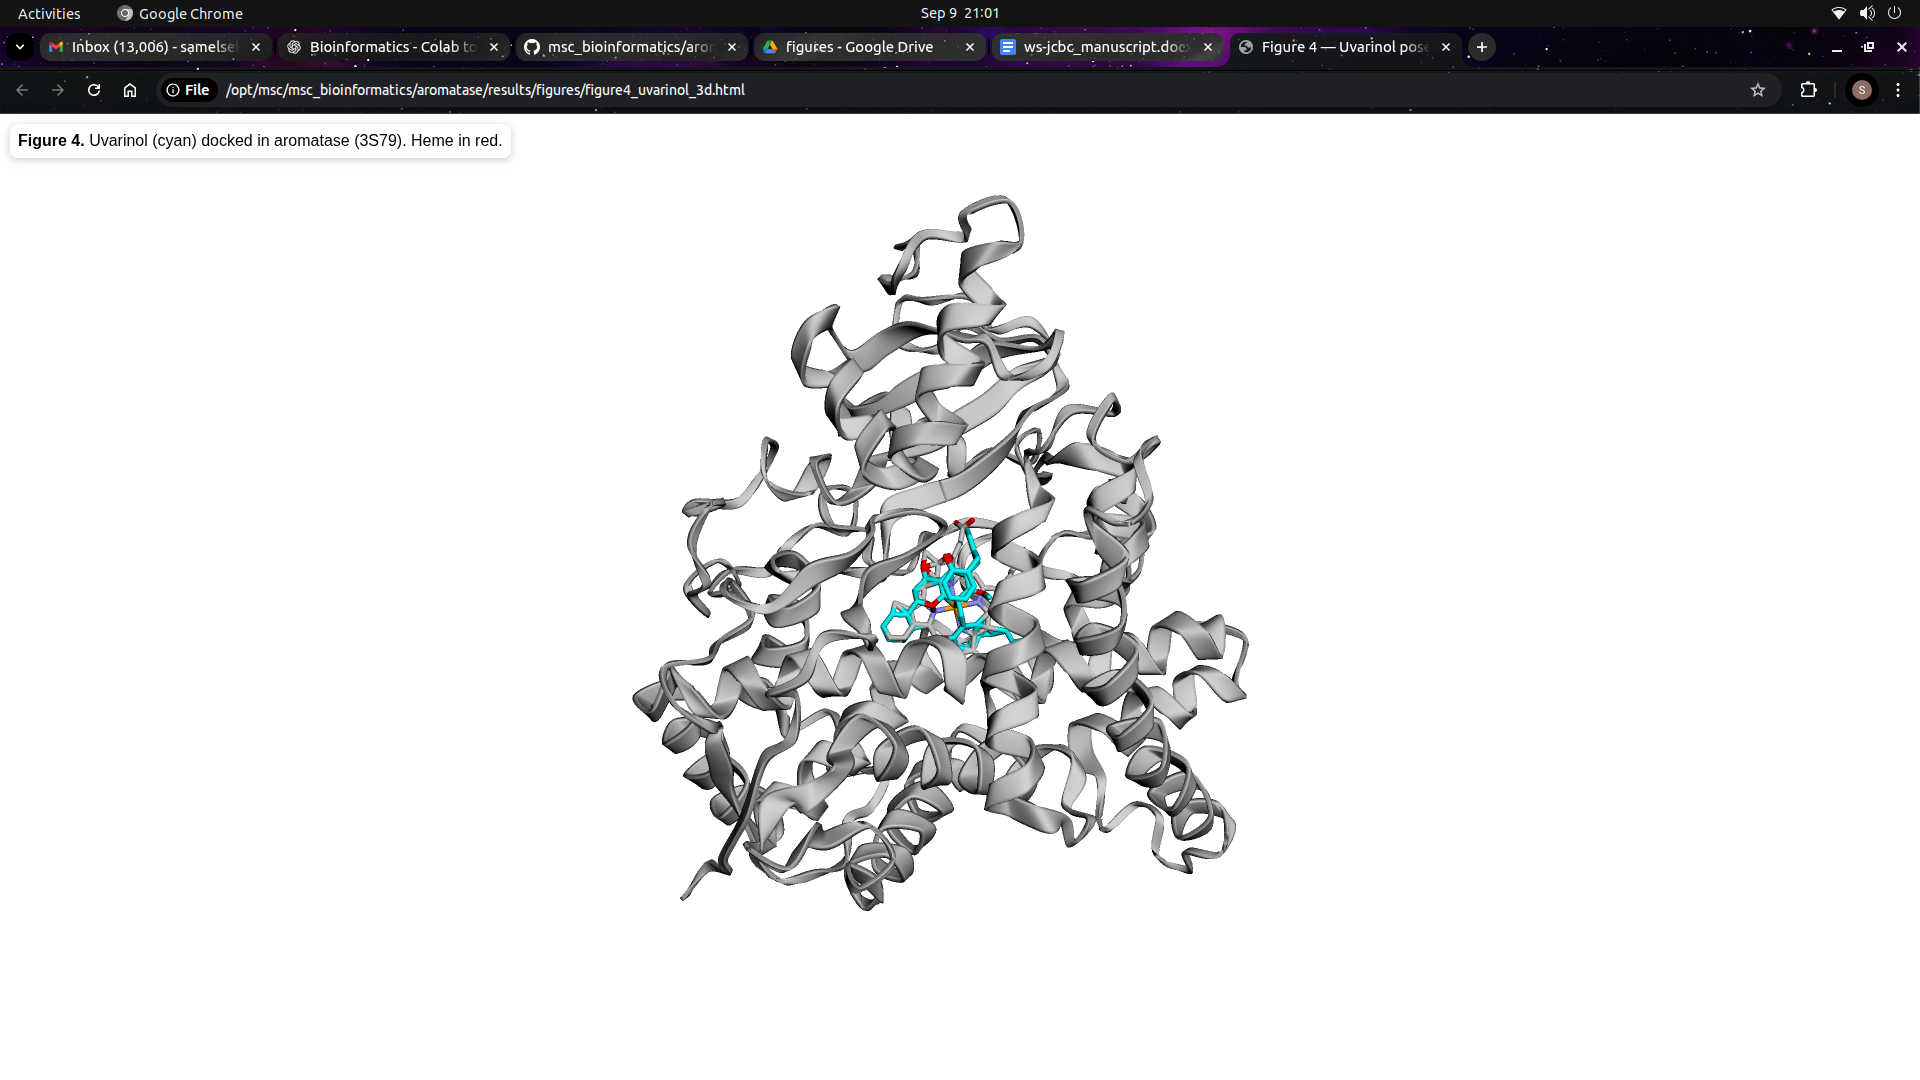 Activities
Google Chrome
Sep 9 21:01
Inbox (13,006) - samelse
Bioinformatics - Colab to
msc_bioinformatics/aror
figures - Google Drive
ws-jcbc_manuscript.docx
Figure 4 — Uvarinol pose
File
/opt/msc/msc_bioinformatics/aromatase/results/figures/figure4_uvarinol_3d.html
S
Figure 4. Uvarinol (cyan) docked in aromatase (3S79). Heme in red.